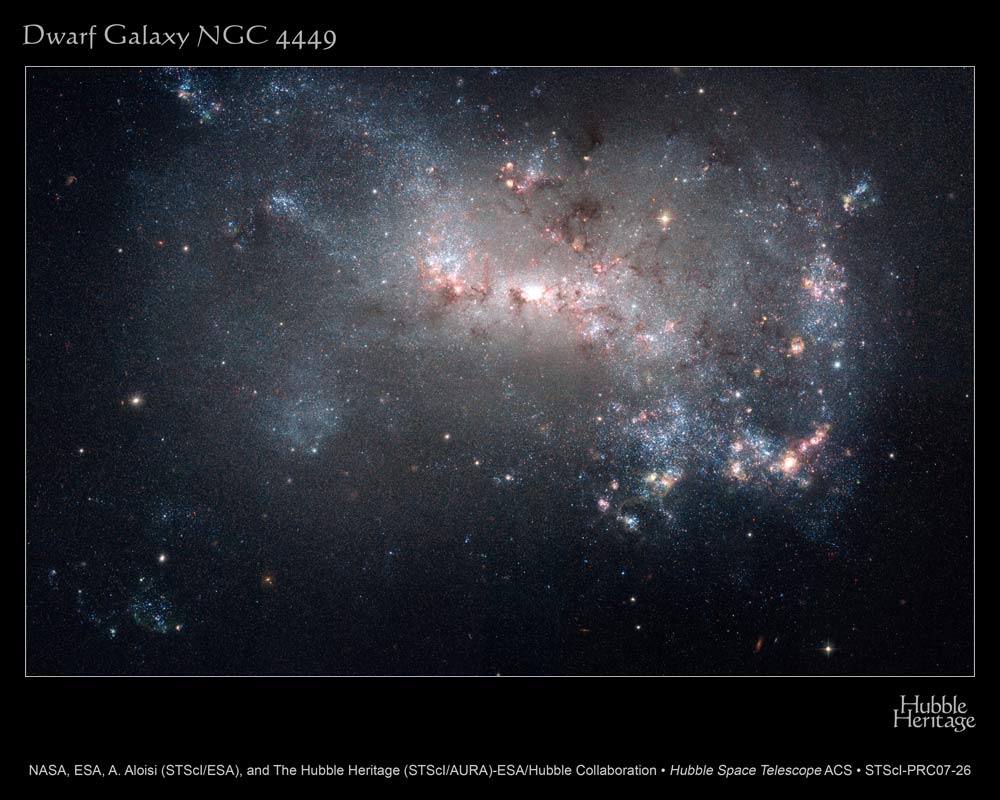 Dwarf Galaxy NGC 4449
Hubble
Heritage
NASA, ESA, A. Aloisi (STScI/ESA), and The Hubble Heritage (STScI/AURA)-ESA/Hubble Collaboration • Hubble Space Telescope ACS • STScI-PRC07-26